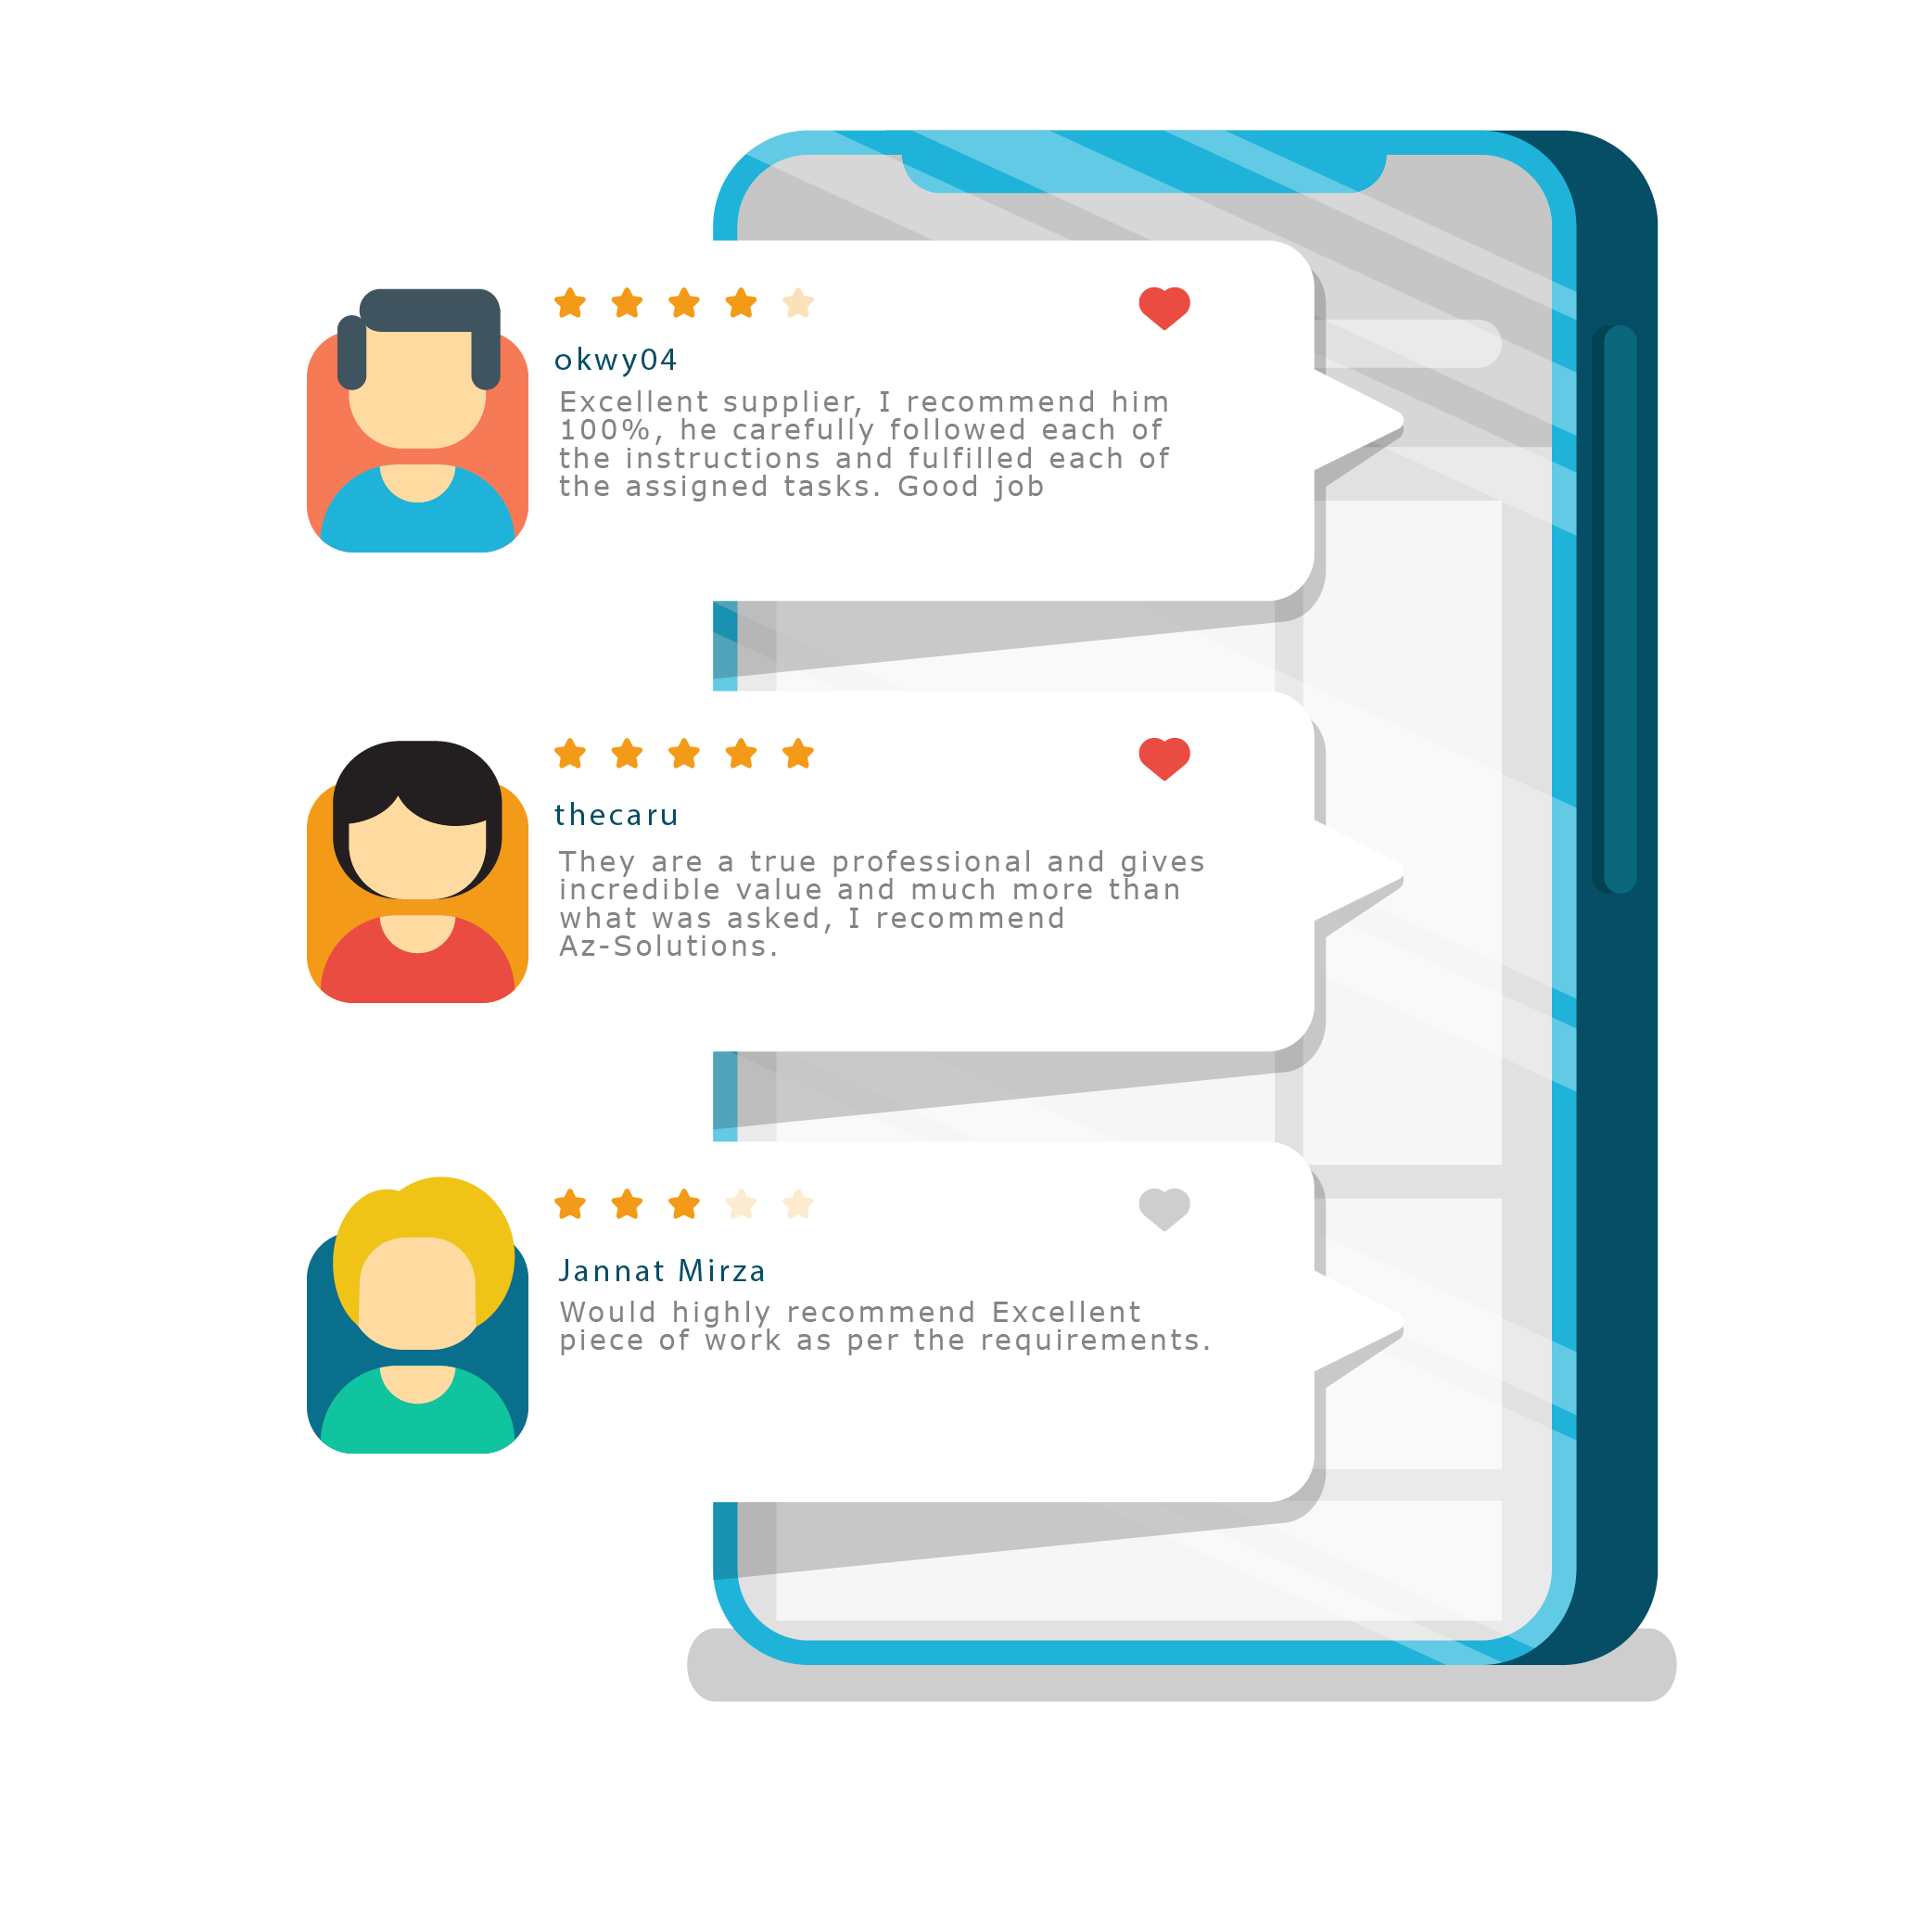 okwy04
Excellent supplier, I recommend him
100%, he carefully followed each of
the instructions and fulfilled each of
the assigned tasks. Good job
thecaru
They are a true professional and gives
incredible value and much more than
what was asked, I recommend
Az-Solutions.
Jannat Mirza
Would highly recommend Excellent
piece of work as per the requirements.